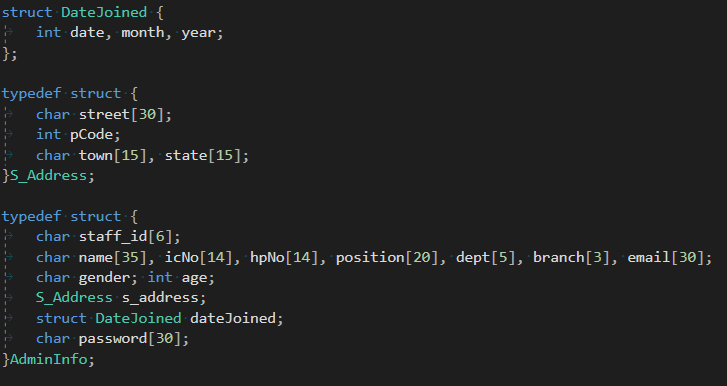 struct DateJoined {
    int date, month, year;
};

typedef struct {
    char street[30];
    int pCode;
    char town[15], state[15];
}S_Address;

typedef struct {
    char staff_id[6];
    char name[35], icNo[14], hpNo[14], position[20], dept[5], branch[3], email[30];
    char gender; int age;
    S_Address s_address;
    struct DateJoined dateJoined;
    char password[30];
}AdminInfo;